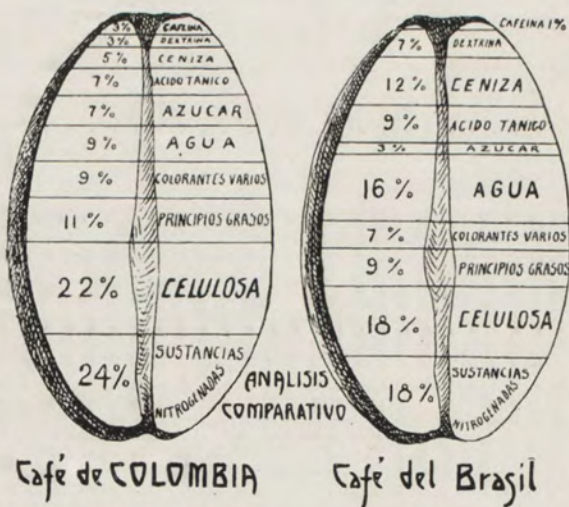 3% CAFEINA
3% DEXTRINA
5% CENIZA
7% ACIDO TANICO
7% AZUCAR
9% AGUA
9% COLORANTES VARIOS
11% PRINCIPIOS GRASOS
22% CELULOSA
24% SUSTANCIAS
NITROGENADAS
Café de COLOMBIA
ANALISIS
COMPARATIVO
CAFEINA 1%
7% DEXTRINA
12% CENIZA
9% ACIDO TANICO
3% AZUCAR
16% AGUA
7% COLORANTES VARIOS
9% PRINCIPIOS GRASOS
18% CELULOSA
18% SUSTANCIAS
NITROGENADAS
Café del Brasil